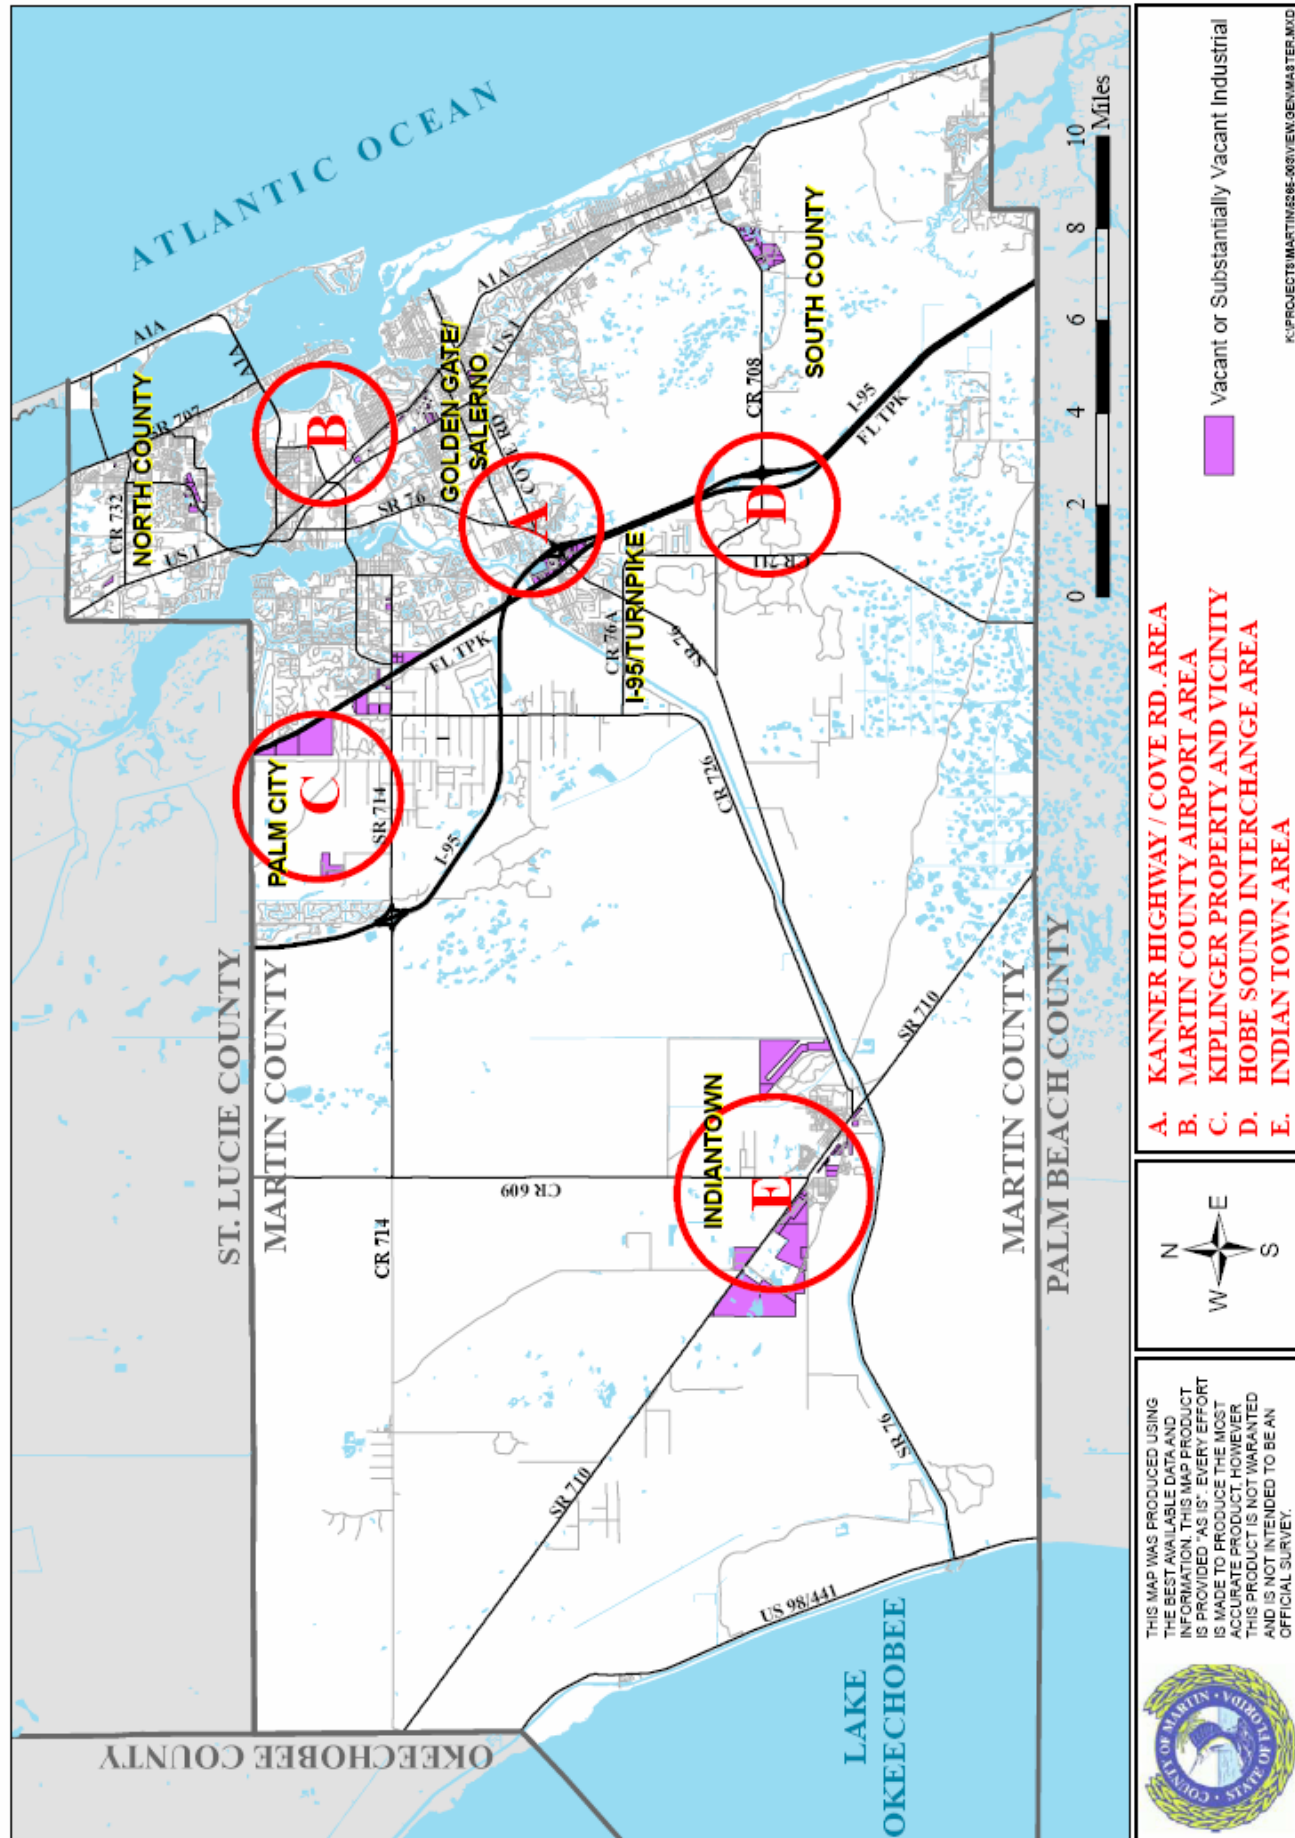 ATLANTIC OCEAN
ST. LUCIE COUNTY
MARTIN COUNTY
OKEECHOBEE COUNTY
MARTIN COUNTY
PALM BEACH COUNTY
LAKE
OKEECHOBEE
NORTH COUNTY
PALM CITY
GOLDEN GATE/
SALERNO
I-95/TURNPIKE
SOUTH COUNTY
INDIANTOWN
A
B
C
D
E
A1A
A1A
A1A
SR 707
CR 732
US 1
SR 76
US 1
COVE RD
FL TPK
SR 714
I-95
CR 714
CR 609
CR 76A
SR 76
CR 726
CR 711
CR 708
I-95
FL TPK
SR 710
SR 710
SR 76
US 98/441
0 2 4 6 8 10
Miles
THIS MAP WAS PRODUCED USING
THE BEST AVAILABLE DATA AND
INFORMATION. THIS MAP PRODUCT
IS PROVIDED "AS IS". EVERY EFFORT
IS MADE TO PRODUCE THE MOST
ACCURATE PRODUCT. HOWEVER
THIS PRODUCT IS NOT WARANTED
AND IS NOT INTENDED TO BE AN
OFFICIAL SURVEY.
COUNTY OF MARTIN • STATE OF FLORIDA
N
W E
S
A. KANNER HIGHWAY / COVE RD. AREA
B. MARTIN COUNTY AIRPORT AREA
C. KIPLINGER PROPERTY AND VICINITY
D. HOBE SOUND INTERCHANGE AREA
E. INDIAN TOWN AREA
Vacant or Substantially Vacant Industrial